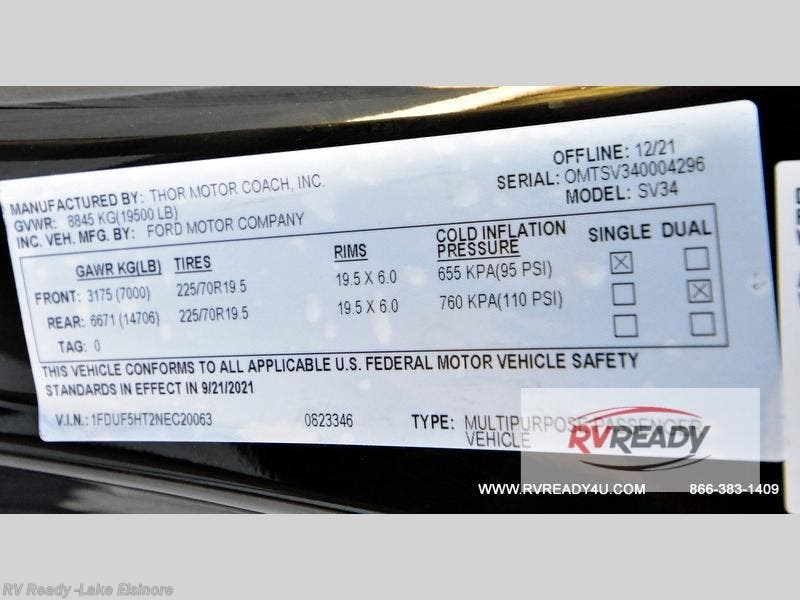 MANUFACTURED BY: THOR MOTOR COACH, INC.
OFFLINE: 12/21
GVWR: 8845 KG(19500 LB)
SERIAL: OMTSV340004296
INC. VEH. MFG. BY: FORD MOTOR COMPANY
MODEL: SV34
GAWR KG(LB) TIRES RIMS COLD INFLATION PRESSURE SINGLE DUAL
FRONT: 3175 (7000) 225/70R19.5 19.5 X 6.0 655 KPA(95 PSI)
REAR: 6671 (14706) 225/70R19.5 19.5 X 6.0 760 KPA(110 PSI)
TAG: 0
THIS VEHICLE CONFORMS TO ALL APPLICABLE U.S. FEDERAL MOTOR VEHICLE SAFETY
STANDARDS IN EFFECT IN 9/21/2021
V.I.N.: 1FDUF5HT2NEC20063 0623346 TYPE: MULTIPURPOSE PASSENGER
VEHICLE
RVREADY
WWW.RVREADY4U.COM 866-383-1409
RV Ready -Lake Elsinore